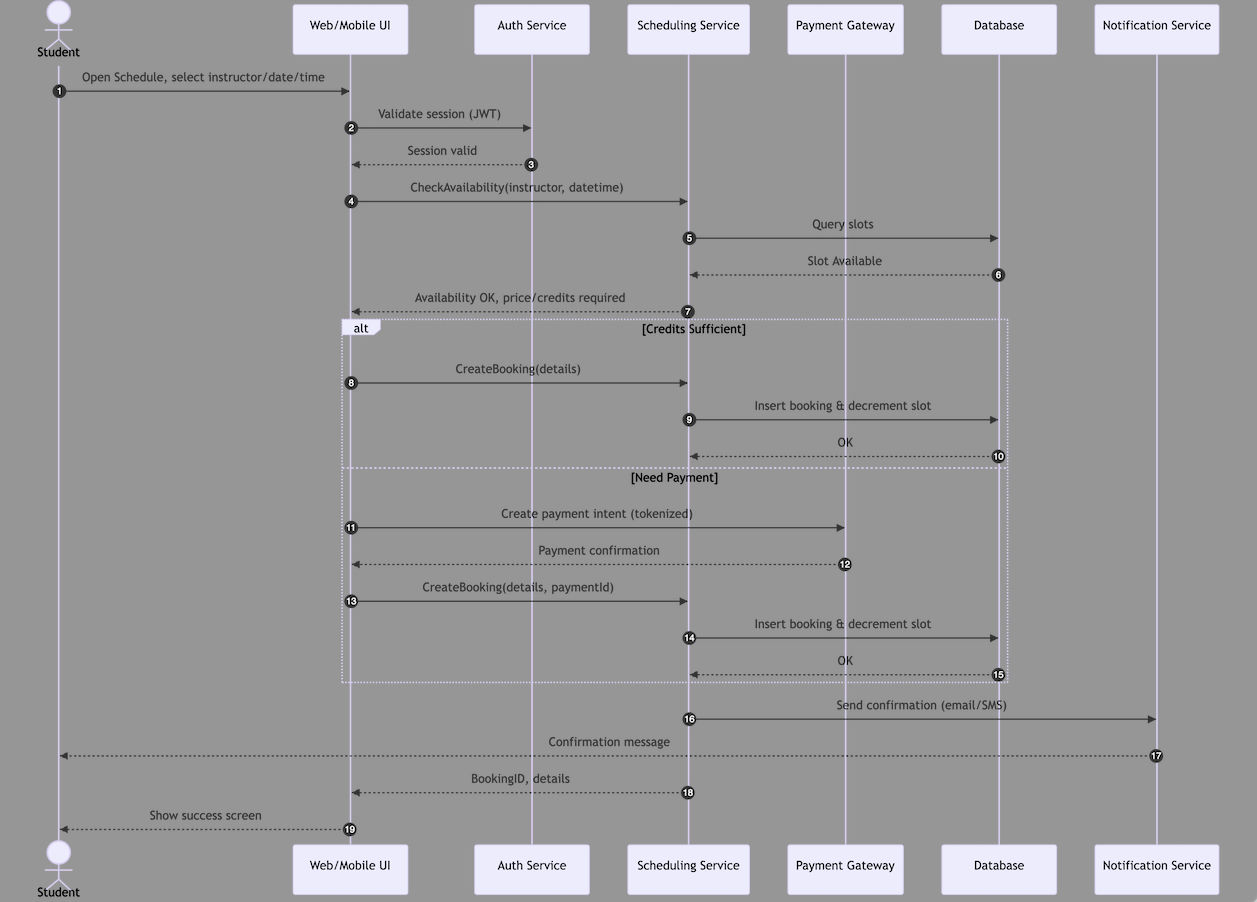 Student
Web/Mobile UI
Auth Service
Scheduling Service
Payment Gateway
Database
Notification Service
1
Open Schedule, select instructor/date/time
2
Validate session (JWT)
3
Session valid
4
CheckAvailability(instructor, datetime)
5
Query slots
6
Slot Available
7
Availability OK, price/credits required
alt
[Credits Sufficient]
8
CreateBooking(details)
9
Insert booking & decrement slot
10
OK
[Need Payment]
11
Create payment intent (tokenized)
12
Payment confirmation
13
CreateBooking(details, paymentId)
14
Insert booking & decrement slot
15
OK
16
Send confirmation (email/SMS)
17
Confirmation message
18
BookingID, details
19
Show success screen
Student
Web/Mobile UI
Auth Service
Scheduling Service
Payment Gateway
Database
Notification Service